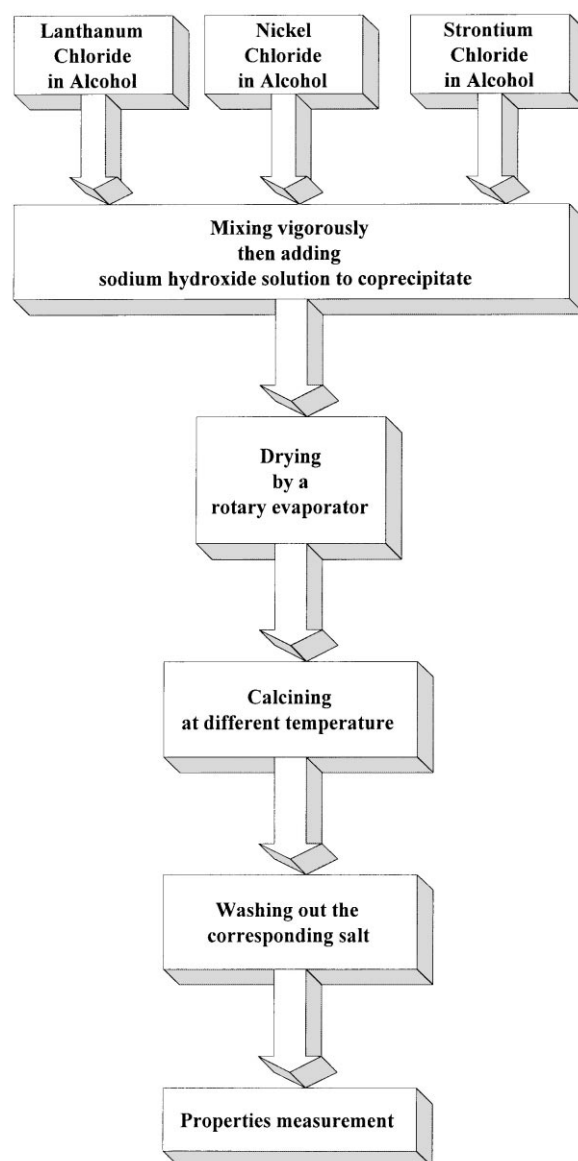 Lanthanum
Chloride
in Alcohol
Nickel
Chloride
in Alcohol
Strontium
Chloride
in Alcohol
Mixing vigorously
then adding
sodium hydroxide solution to coprecipitate
Drying
by a
rotary evaporator
Calcining
at different temperature
Washing out the
corresponding salt
Properties measurement